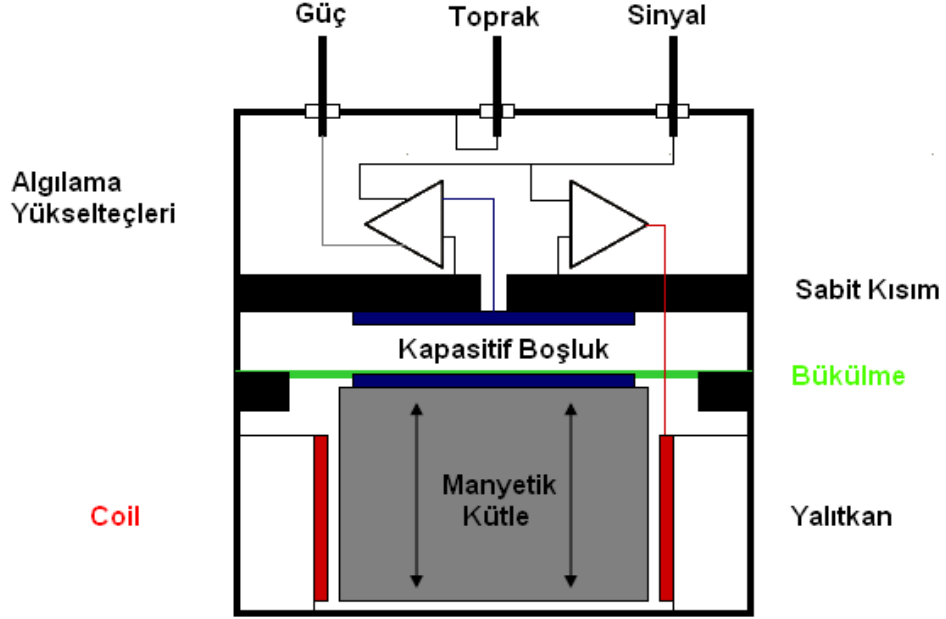 Güç
Toprak
Sinyal
Algılama
Yükselteçleri
Sabit Kısım
Kapasitif Boşluk
Bükülme
Manyetik
Kütle
Coil
Yalıtkan